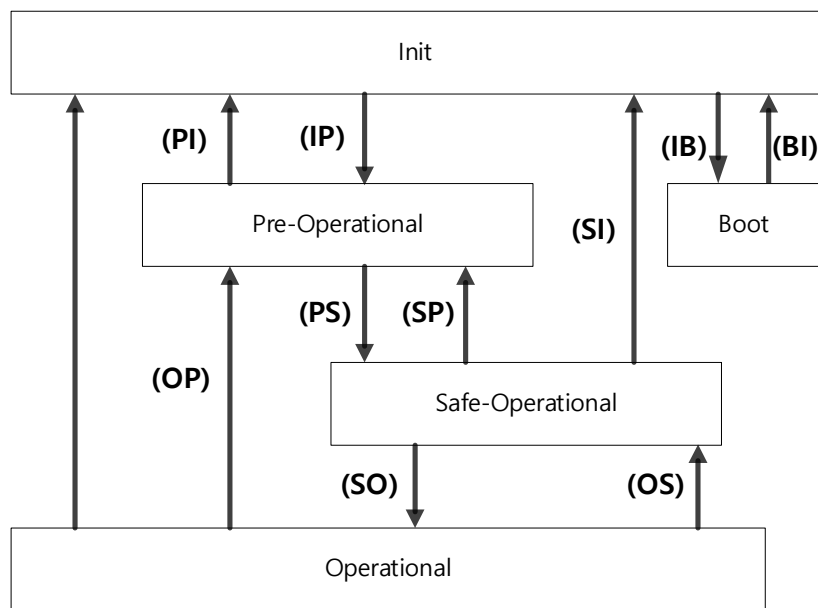 Init
(PI)
(IP)
(IB)
(BI)
Pre-Operational
(SI)
Boot
(PS)
(SP)
(OP)
Safe-Operational
(SO)
(OS)
Operational